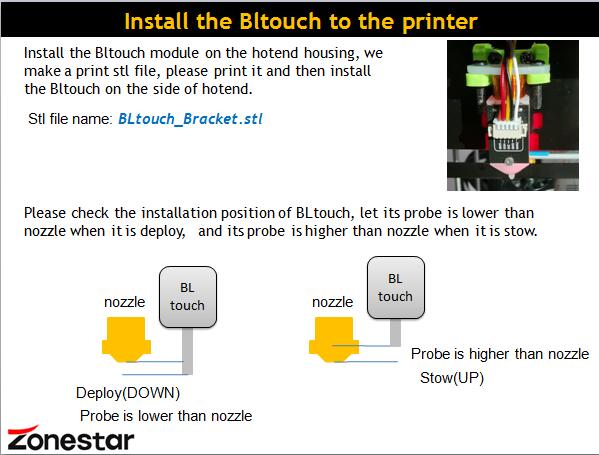 Install the Bltouch to the printer
Install the Bltouch module on the hotend housing, we
make a print stl file, please print it and then install
the Bltouch on the side of hotend.
Stl file name: BLtouch_Bracket.stl
Please check the installation position of BLtouch, let its probe is lower than
nozzle when it is deploy, and its probe is higher than nozzle when it is stow.
nozzle
BL
touch
Deploy(DOWN)
Probe is lower than nozzle
nozzle
BL
touch
Probe is higher than nozzle
Stow(UP)
Zonestar